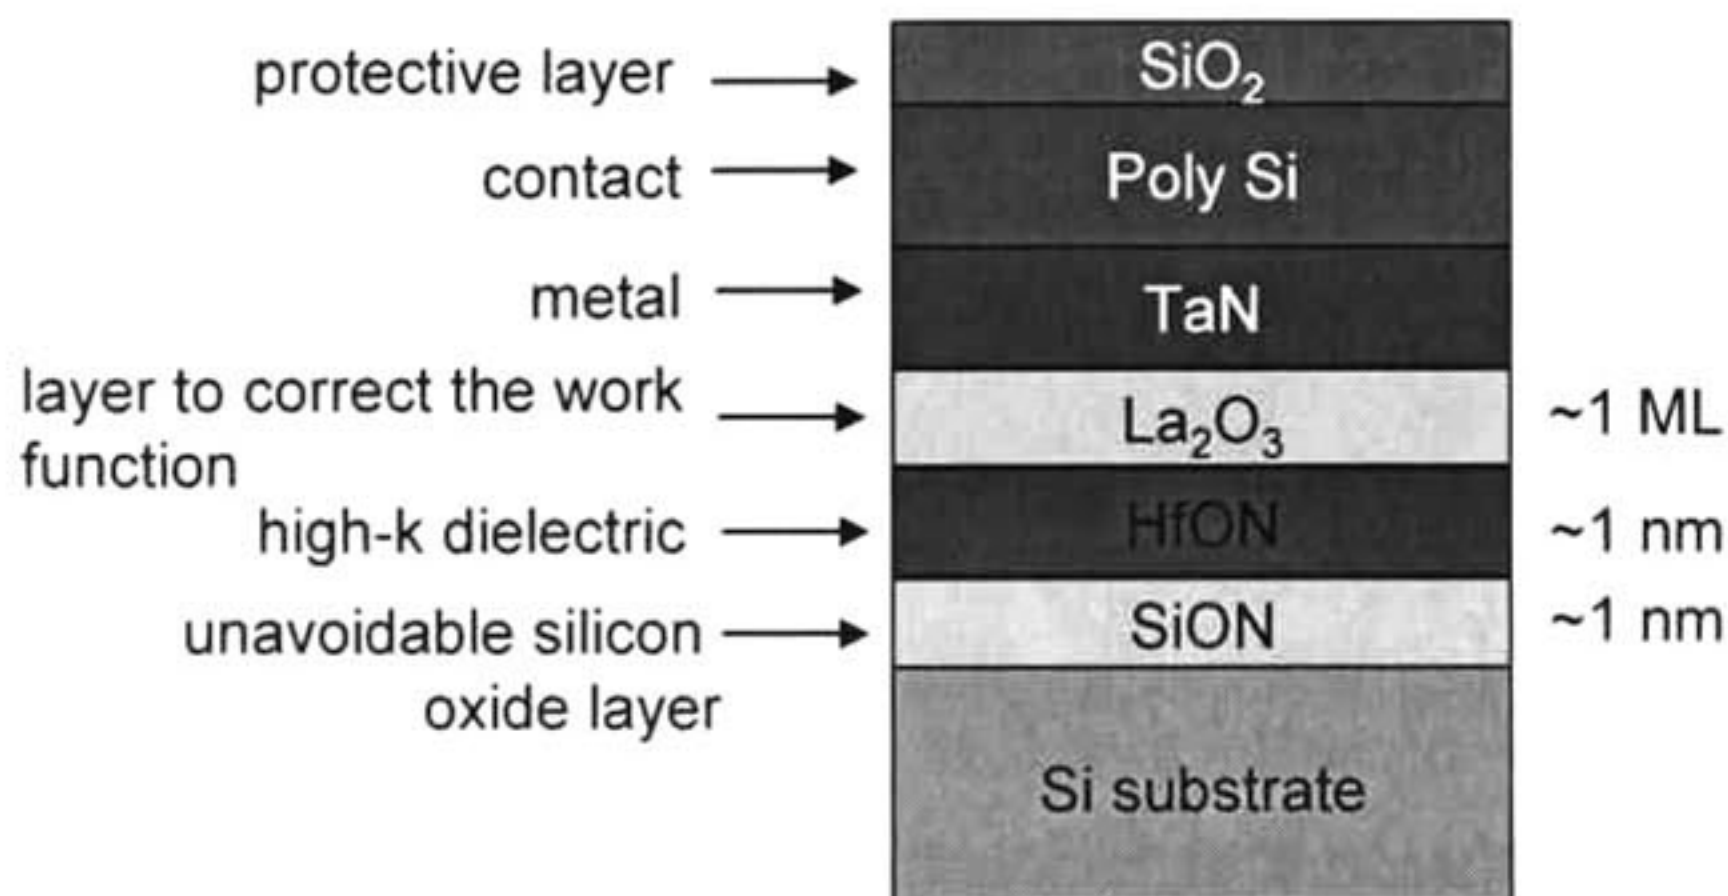 protective layer
SiO₂
contact
Poly Si
metal
TaN
layer to correct the work
function
La₂O₃
~1 ML
high-k dielectric
HfON
~1 nm
unavoidable silicon
oxide layer
SiON
~1 nm
Si substrate